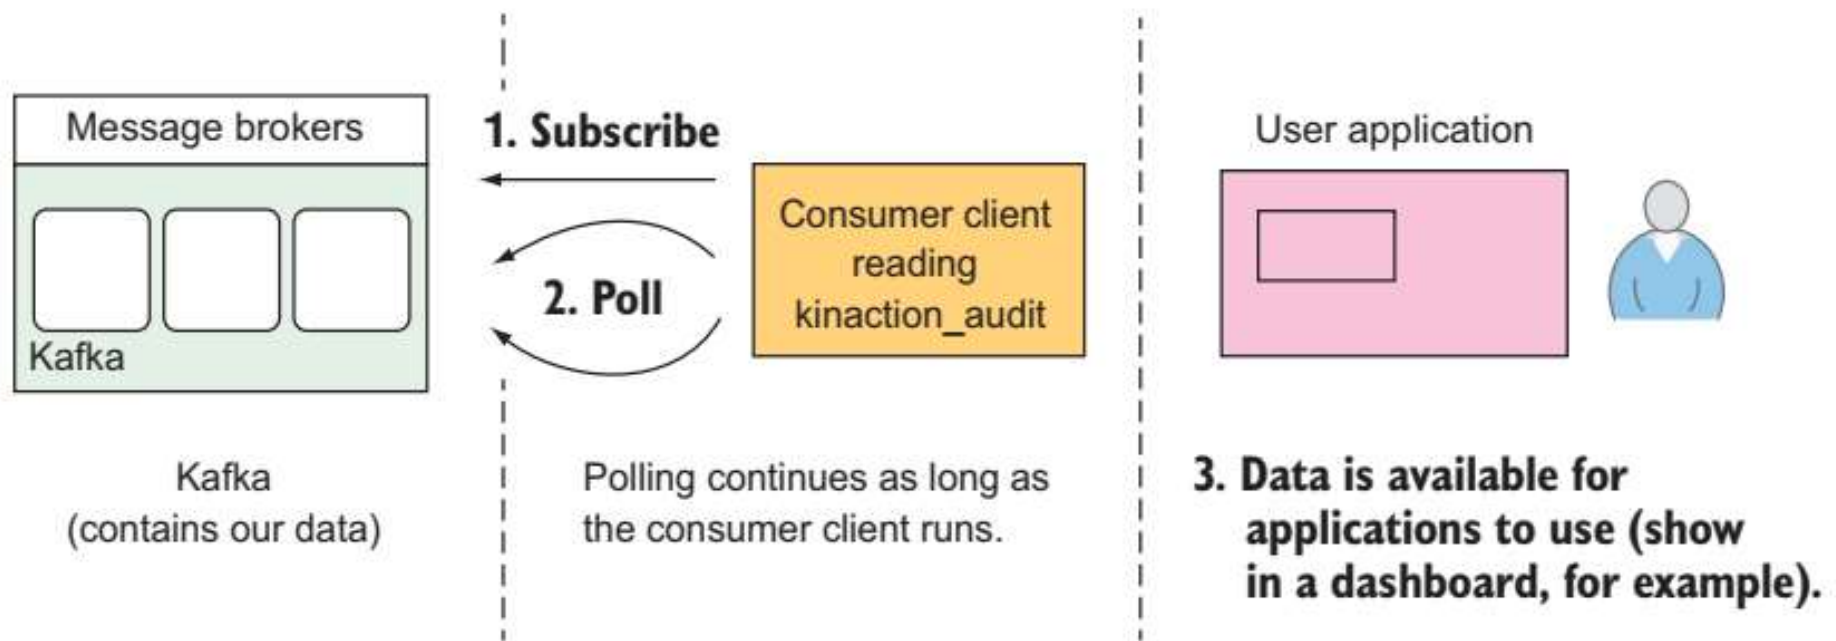 Message brokers
Kafka
Kafka
(contains our data)
1. Subscribe
2. Poll
Consumer client
reading
kinaction_audit
Polling continues as long as
the consumer client runs.
User application
3. Data is available for
applications to use (show
in a dashboard, for example).